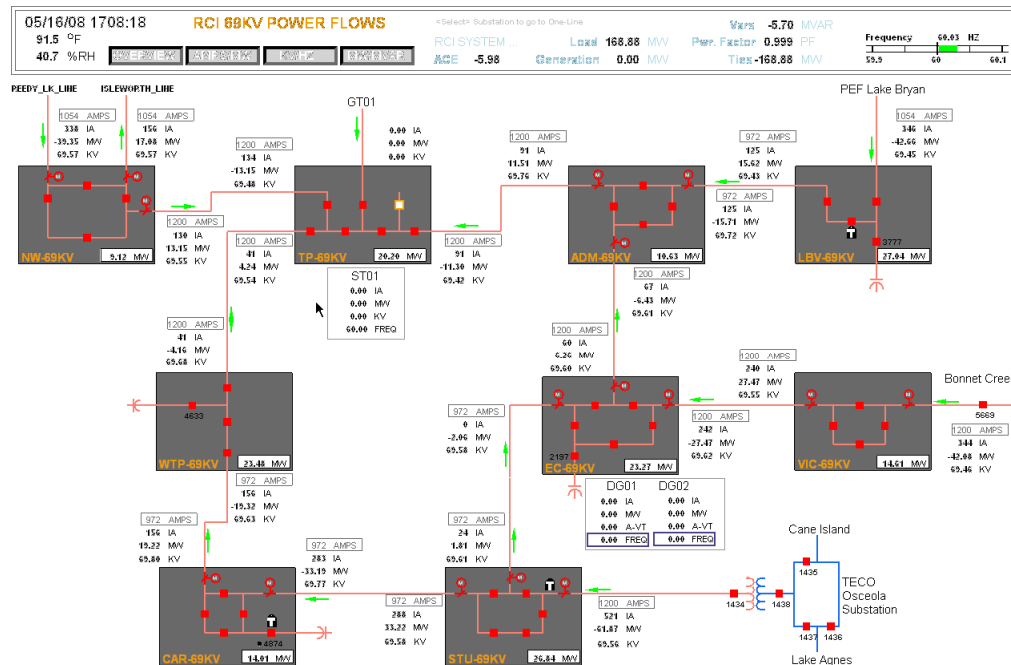 05/16/08 1708:18
RCI 69KV POWER FLOWS
<Select> Substation to go to One-Line
Vars -5.70 MVAR
91.5 °F
RCI SYSTEM ...
Load 168.88 MW
Pwr. Factor 0.999 PF
Frequency 60.03 HZ
40.7 %RH
ACE -5.98
Generation 0.00 MW
Ties -168.88 MW
59.9 60 60.1
REEDY_LK_LINE
ISLEWORTH_LINE
1054 AMPS
338 IA
-39.35 MW
69.57 KV
1054 AMPS
156 IA
17.08 MW
69.57 KV
GT01
0.00 IA
0.00 MW
0.00 KV
PEF Lake Bryan
1054 AMPS
346 IA
-42.66 MW
69.45 KV
1200 AMPS
134 IA
-13.15 MW
69.48 KV
1200 AMPS
91 IA
11.51 MW
69.76 KV
972 AMPS
125 IA
15.62 MW
69.43 KV
972 AMPS
125 IA
-15.71 MW
69.72 KV
1200 AMPS
130 IA
13.15 MW
69.55 KV
1200 AMPS
41 IA
4.24 MW
69.54 KV
1200 AMPS
91 IA
-11.30 MW
69.42 KV
NW-69KV
9.12 MW
TP-69KV
20.20 MW
ADM-69KV
10.63 MW
3777
LBV-69KV
27.04 MW
ST01
0.00 IA
0.00 MW
0.00 KV
60.00 FREQ
1200 AMPS
67 IA
-6.43 MW
69.61 KV
1200 AMPS
41 IA
-4.16 MW
69.68 KV
1200 AMPS
60 IA
6.26 MW
69.60 KV
1200 AMPS
240 IA
27.47 MW
69.55 KV
Bonnet Cree
5669
1200 AMPS
344 IA
-42.08 MW
69.46 KV
4633
WTP-69KV
23.48 MW
972 AMPS
0 IA
-2.06 MW
69.58 KV
1200 AMPS
242 IA
-27.47 MW
69.62 KV
2197
EC-69KV
23.27 MW
VIC-69KV
14.61 MW
972 AMPS
156 IA
-19.32 MW
69.63 KV
DG01
0.00 IA
0.00 MW
0.00 A-VT
0.00 FREQ
DG02
0.00 IA
0.00 MW
0.00 A-VT
0.00 FREQ
972 AMPS
156 IA
19.22 MW
69.80 KV
972 AMPS
24 IA
1.81 MW
69.61 KV
972 AMPS
283 IA
-33.19 MW
69.77 KV
972 AMPS
288 IA
33.22 MW
69.58 KV
1200 AMPS
521 IA
-61.87 MW
69.56 KV
Cane Island
1435
TECO
Osceola
Substation
1434
1438
1437
1436
Lake Agnes
4874
CAR-69KV
14.01 MW
STU-69KV
26.84 MW